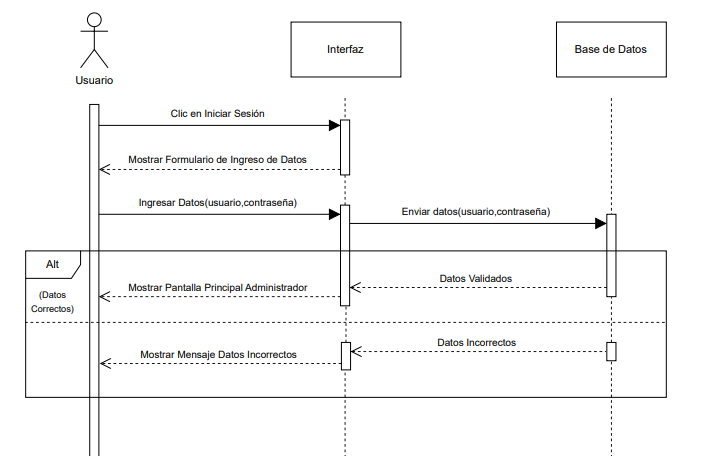 Usuario
Interfaz
Base de Datos
Clic en Iniciar Sesión
Mostrar Formulario de Ingreso de Datos
Ingresar Datos(usuario,contraseña)
Enviar datos(usuario,contraseña)
Alt
(Datos
Correctos)
Datos Validados
Mostrar Pantalla Principal Administrador
Datos Incorrectos
Mostrar Mensaje Datos Incorrectos